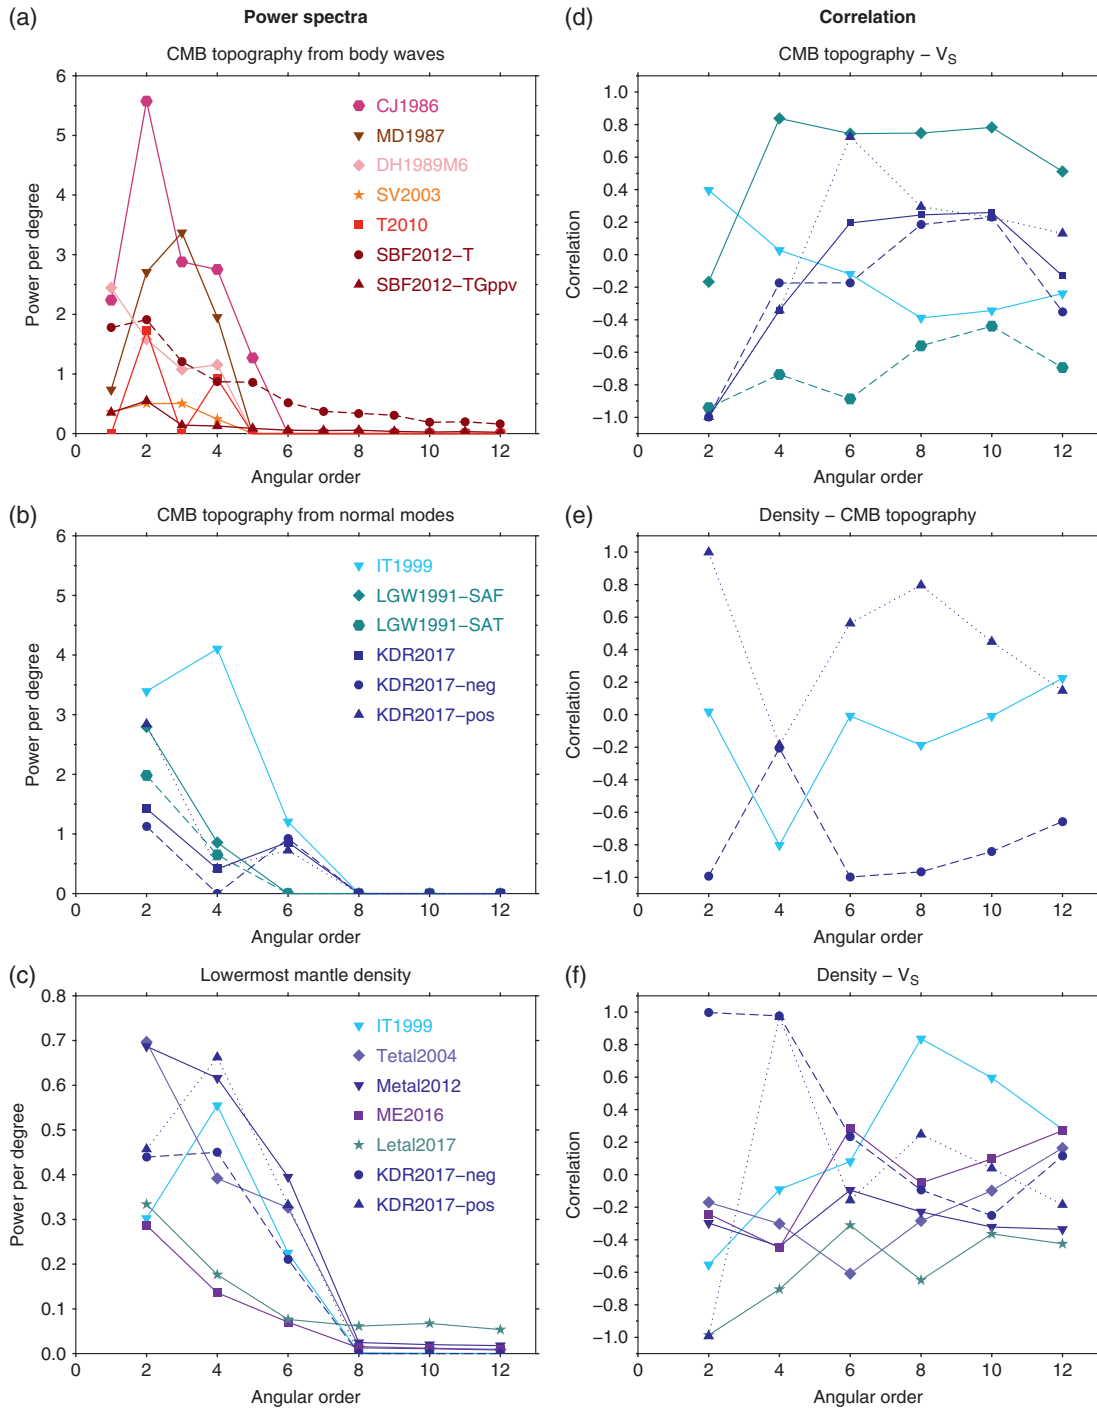 Power spectra
(a)
CMB topography from body waves
Power per degree
6
5
4
3
2
1
0
CJ1986
MD1987
DH1989M6
SV2003
T2010
SBF2012−T
SBF2012−TGppv
0 2 4 6 8 10 12
Angular order
(b)
CMB topography from normal modes
Power per degree
6
5
4
3
2
1
0
IT1999
LGW1991−SAF
LGW1991−SAT
KDR2017
KDR2017−neg
KDR2017−pos
0 2 4 6 8 10 12
Angular order
(c)
Lowermost mantle density
Power per degree
0.8
0.7
0.6
0.5
0.4
0.3
0.2
0.1
0.0
IT1999
Tetal2004
Metal2012
ME2016
Letal2017
KDR2017−neg
KDR2017−pos
0 2 4 6 8 10 12
Angular order
Correlation
(d)
CMB topography − VS
Correlation
1.0
0.8
0.6
0.4
0.2
0.0
−0.2
−0.4
−0.6
−0.8
−1.0
0 2 4 6 8 10 12
Angular order
(e)
Density − CMB topography
Correlation
1.0
0.8
0.6
0.4
0.2
0.0
−0.2
−0.4
−0.6
−0.8
−1.0
0 2 4 6 8 10 12
Angular order
(f)
Density − VS
Correlation
1.0
0.8
0.6
0.4
0.2
0.0
−0.2
−0.4
−0.6
−0.8
−1.0
0 2 4 6 8 10 12
Angular order